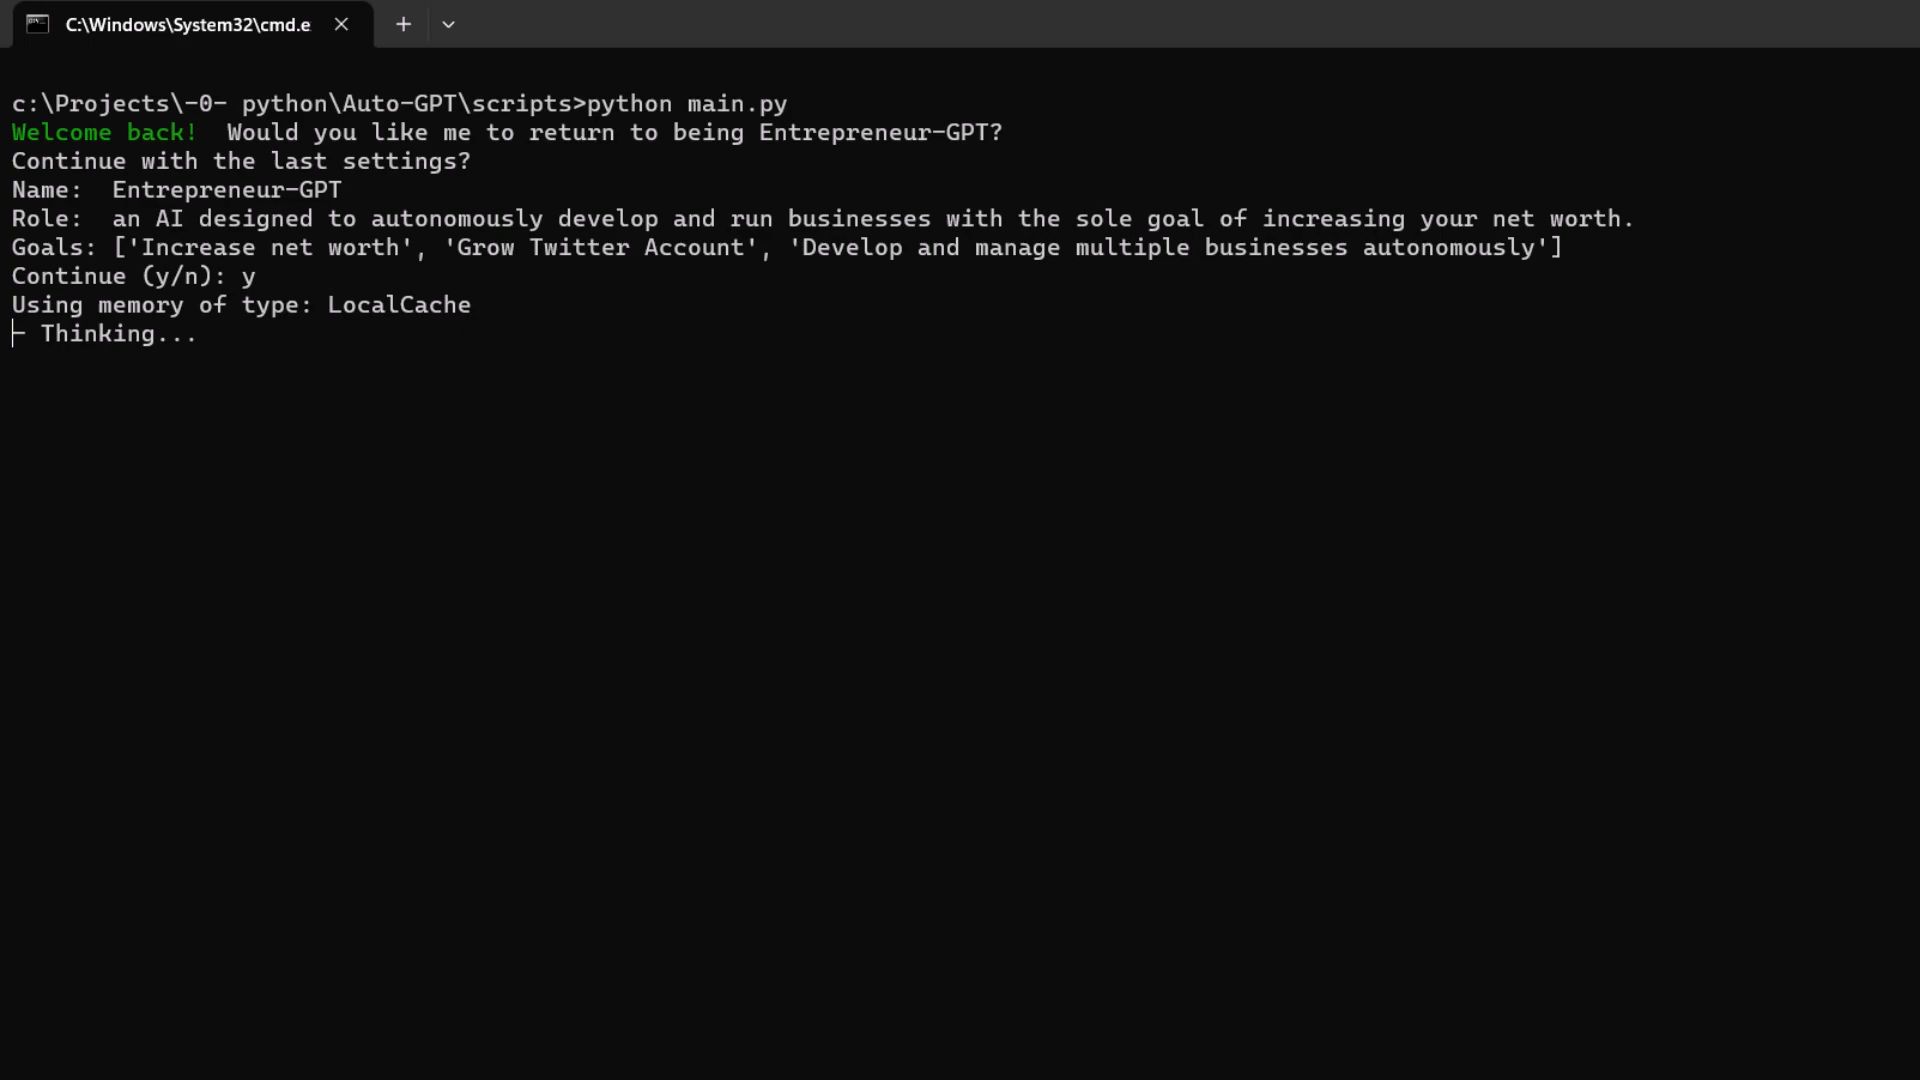 C:\Windows\System32\cmd.e
c:\Projects\-0- python\Auto-GPT\scripts>python main.py
Welcome back!  Would you like me to return to being Entrepreneur-GPT?
Continue with the last settings?
Name:  Entrepreneur-GPT
Role:  an AI designed to autonomously develop and run businesses with the sole goal of increasing your net worth.
Goals: ['Increase net worth', 'Grow Twitter Account', 'Develop and manage multiple businesses autonomously']
Continue (y/n): y
Using memory of type: LocalCache
- Thinking...